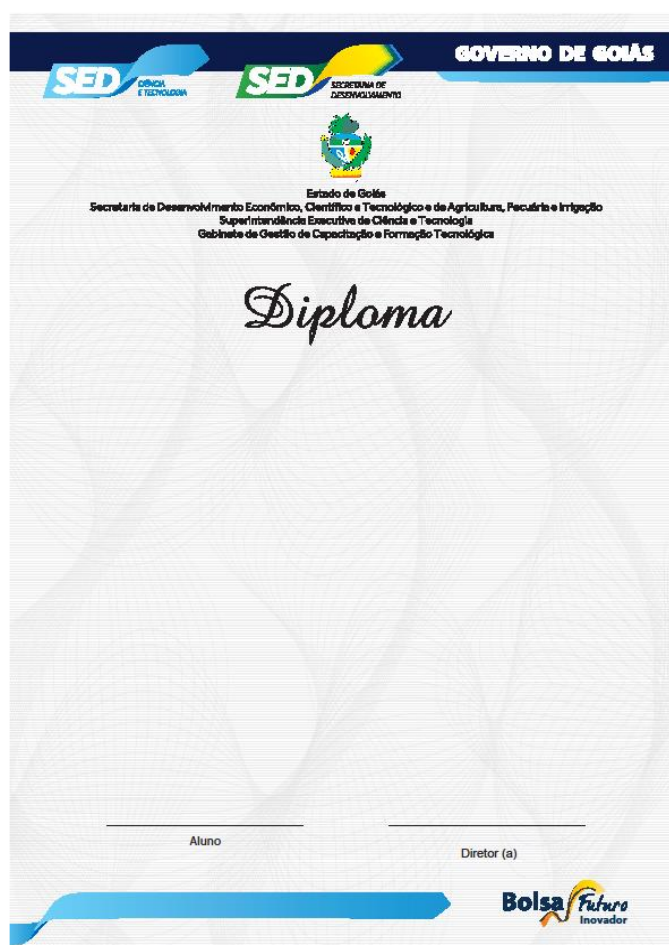 GOVERNO DE GOIÁS
SED CIÊNCIA
E TECNOLOGIA
SED SECRETARIA DE
DESENVOLVIMENTO
Estado de Goiás
Secretaria de Desenvolvimento Econômico, Científico e Tecnológico e de Agricultura, Pecuária e Irrigação
Superintendência Executiva de Ciência e Tecnologia
Gabinete de Gestão de Capacitação e Formação Tecnológica
Diploma
Aluno
Diretor (a)
Bolsa Futuro
Inovador